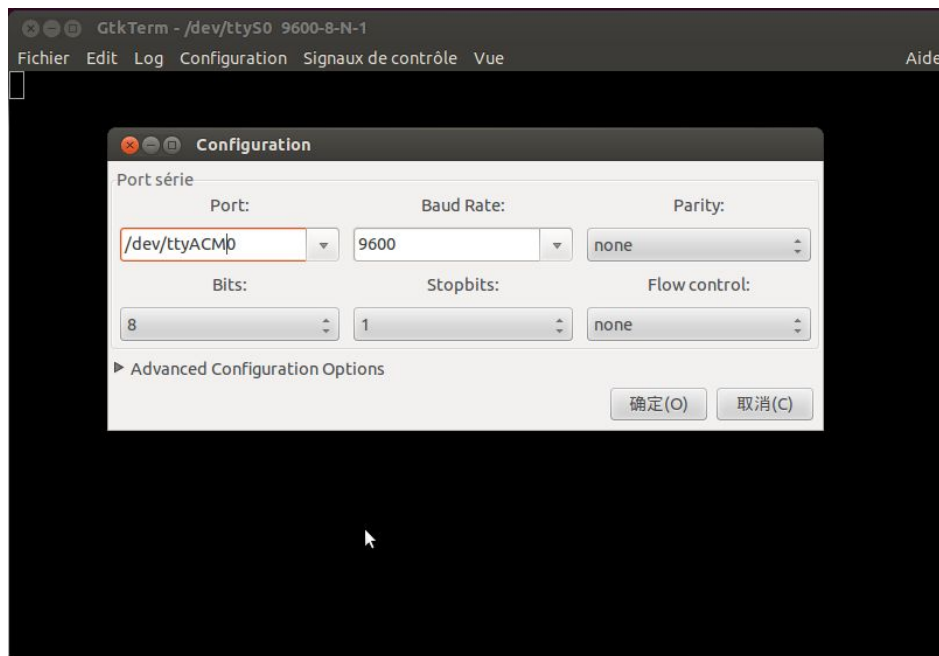 GtkTerm - /dev/ttyS0 9600-8-N-1
Fichier Edit Log Configuration Signaux de contrôle Vue Aide
Configuration
Port série
Port: Baud Rate: Parity:
/dev/ttyACM0 9600 none
Bits: Stopbits: Flow control:
8 1 none
Advanced Configuration Options
确定(O) 取消(C)